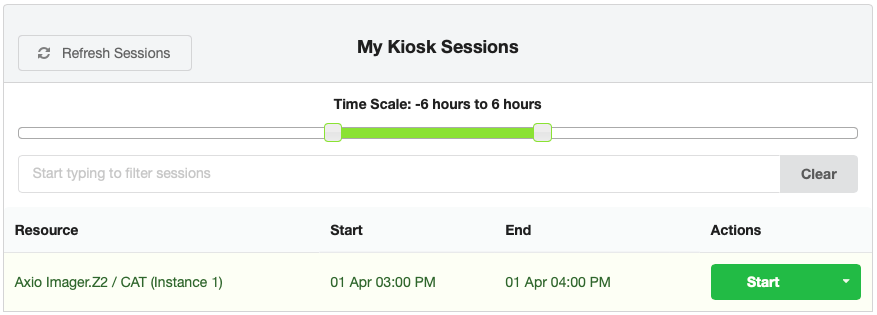 Refresh Sessions
My Kiosk Sessions
Time Scale: -6 hours to 6 hours
Start typing to filter sessions
Clear
Resource Start End Actions
Axio Imager.Z2 / CAT (Instance 1) 01 Apr 03:00 PM 01 Apr 04:00 PM Start